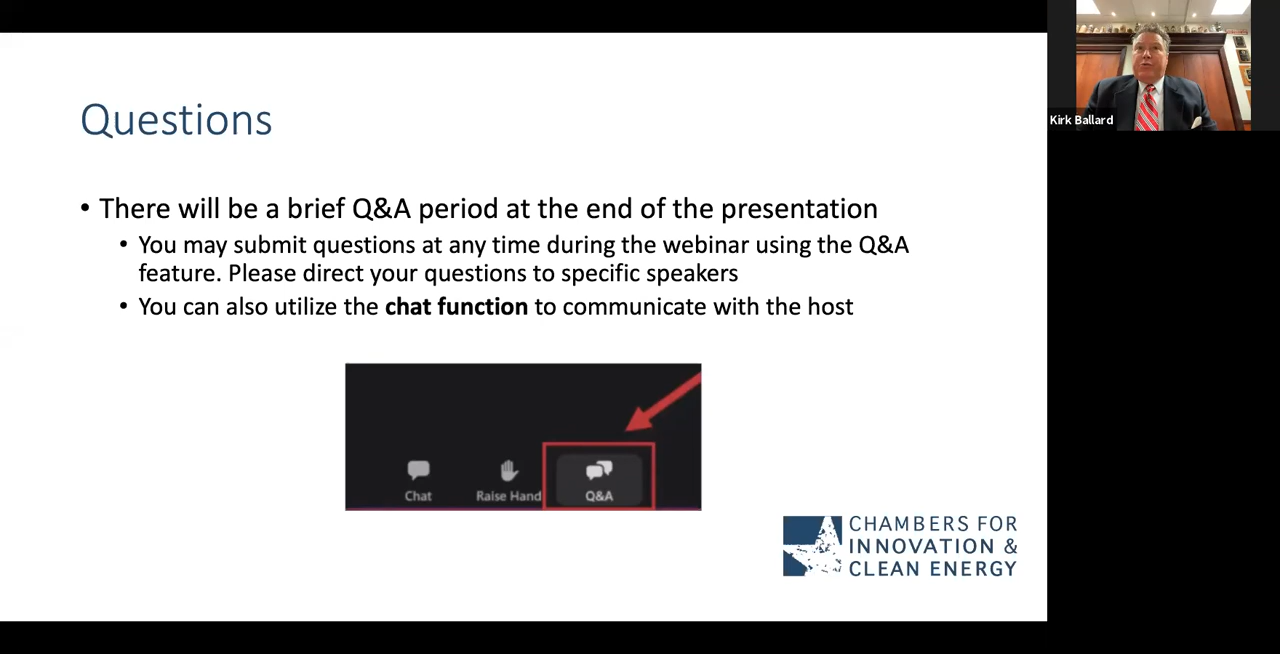 Questions
• There will be a brief Q&A period at the end of the presentation
• You may submit questions at any time during the webinar using the Q&A
feature. Please direct your questions to specific speakers
• You can also utilize the chat function to communicate with the host
Chat
Raise Hand
Q&A
CHAMBERS FOR
INNOVATION &
CLEAN ENERGY
Kirk Ballard